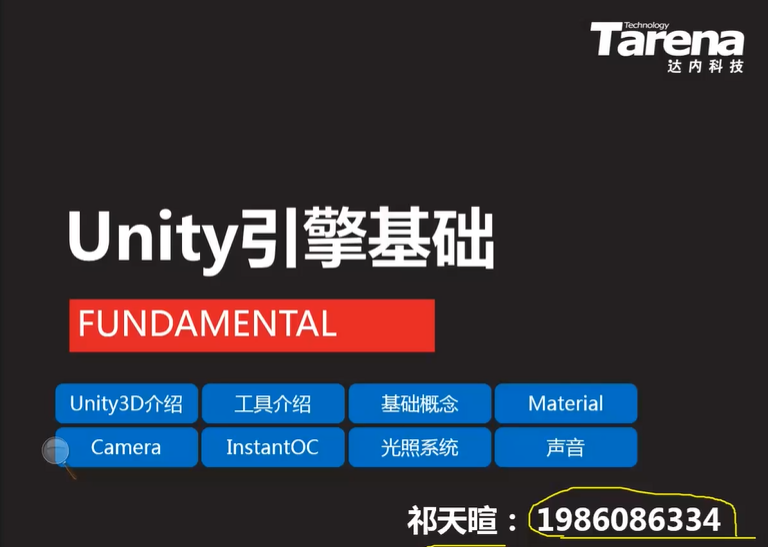 Technology
Tarena
达内科技
Unity引擎基础
FUNDAMENTAL
Unity3D介绍 工具介绍 基础概念 Material
Camera InstantOC 光照系统 声音
祁天暄：1986086334